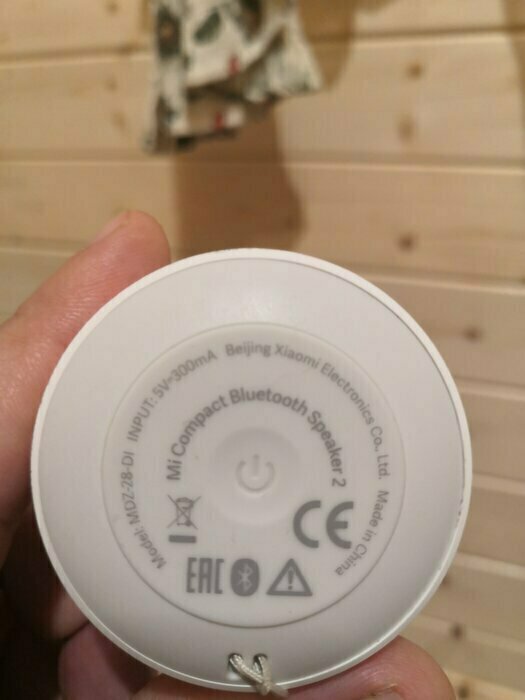 Model: MDZ-28-DI INPUT: 5V⎓300mA Beijing Xiaomi Electronics Co., Ltd. Made in China
Mi Compact Bluetooth Speaker 2
CE
EAC